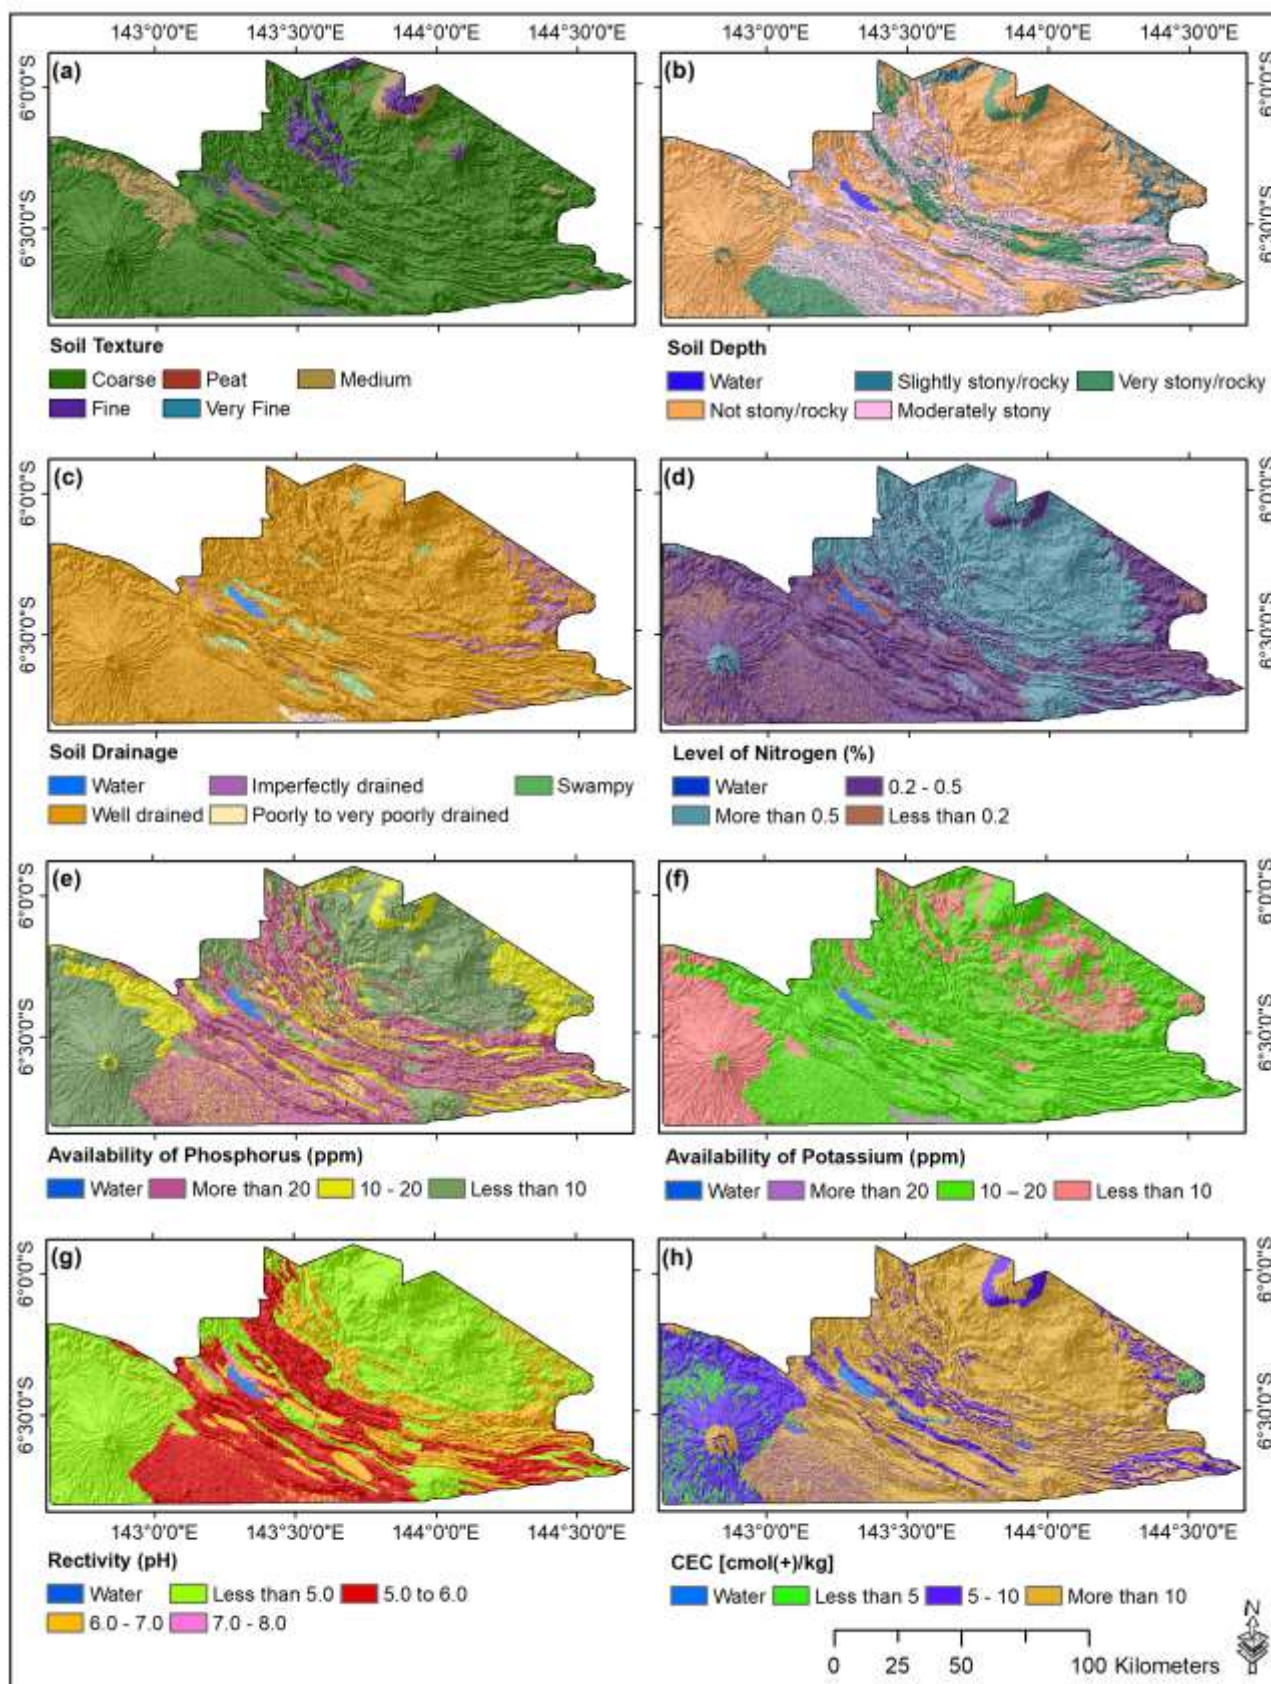 143°0'0"E 143°30'0"E 144°0'0"E 144°30'0"E 143°0'0"E 143°30'0"E 144°0'0"E 144°30'0"E
(a) (b)
6°0'0"S 6°0'0"S
6°30'0"S 6°30'0"S
Soil Texture
Coarse Peat Medium
Fine Very Fine
Soil Depth
Water Slightly stony/rocky Very stony/rocky
Not stony/rocky Moderately stony
(c) (d)
6°0'0"S 6°0'0"S
6°30'0"S 6°30'0"S
Soil Drainage
Water Imperfectly drained Swampy
Well drained Poorly to very poorly drained
Level of Nitrogen (%)
Water 0.2 - 0.5
More than 0.5 Less than 0.2
(e) (f)
6°0'0"S 6°0'0"S
6°30'0"S 6°30'0"S
Availability of Phosphorus (ppm)
Water More than 20 10 - 20 Less than 10
Availability of Potassium (ppm)
Water More than 20 10 – 20 Less than 10
(g) (h)
6°0'0"S 6°0'0"S
6°30'0"S 6°30'0"S
143°0'0"E 143°30'0"E 144°0'0"E 144°30'0"E 143°0'0"E 143°30'0"E 144°0'0"E 144°30'0"E
Rectivity (pH)
Water Less than 5.0 5.0 to 6.0
6.0 - 7.0 7.0 - 8.0
CEC [cmol(+)/kg]
Water Less than 5 5 - 10 More than 10
N
0 25 50 100 Kilometers